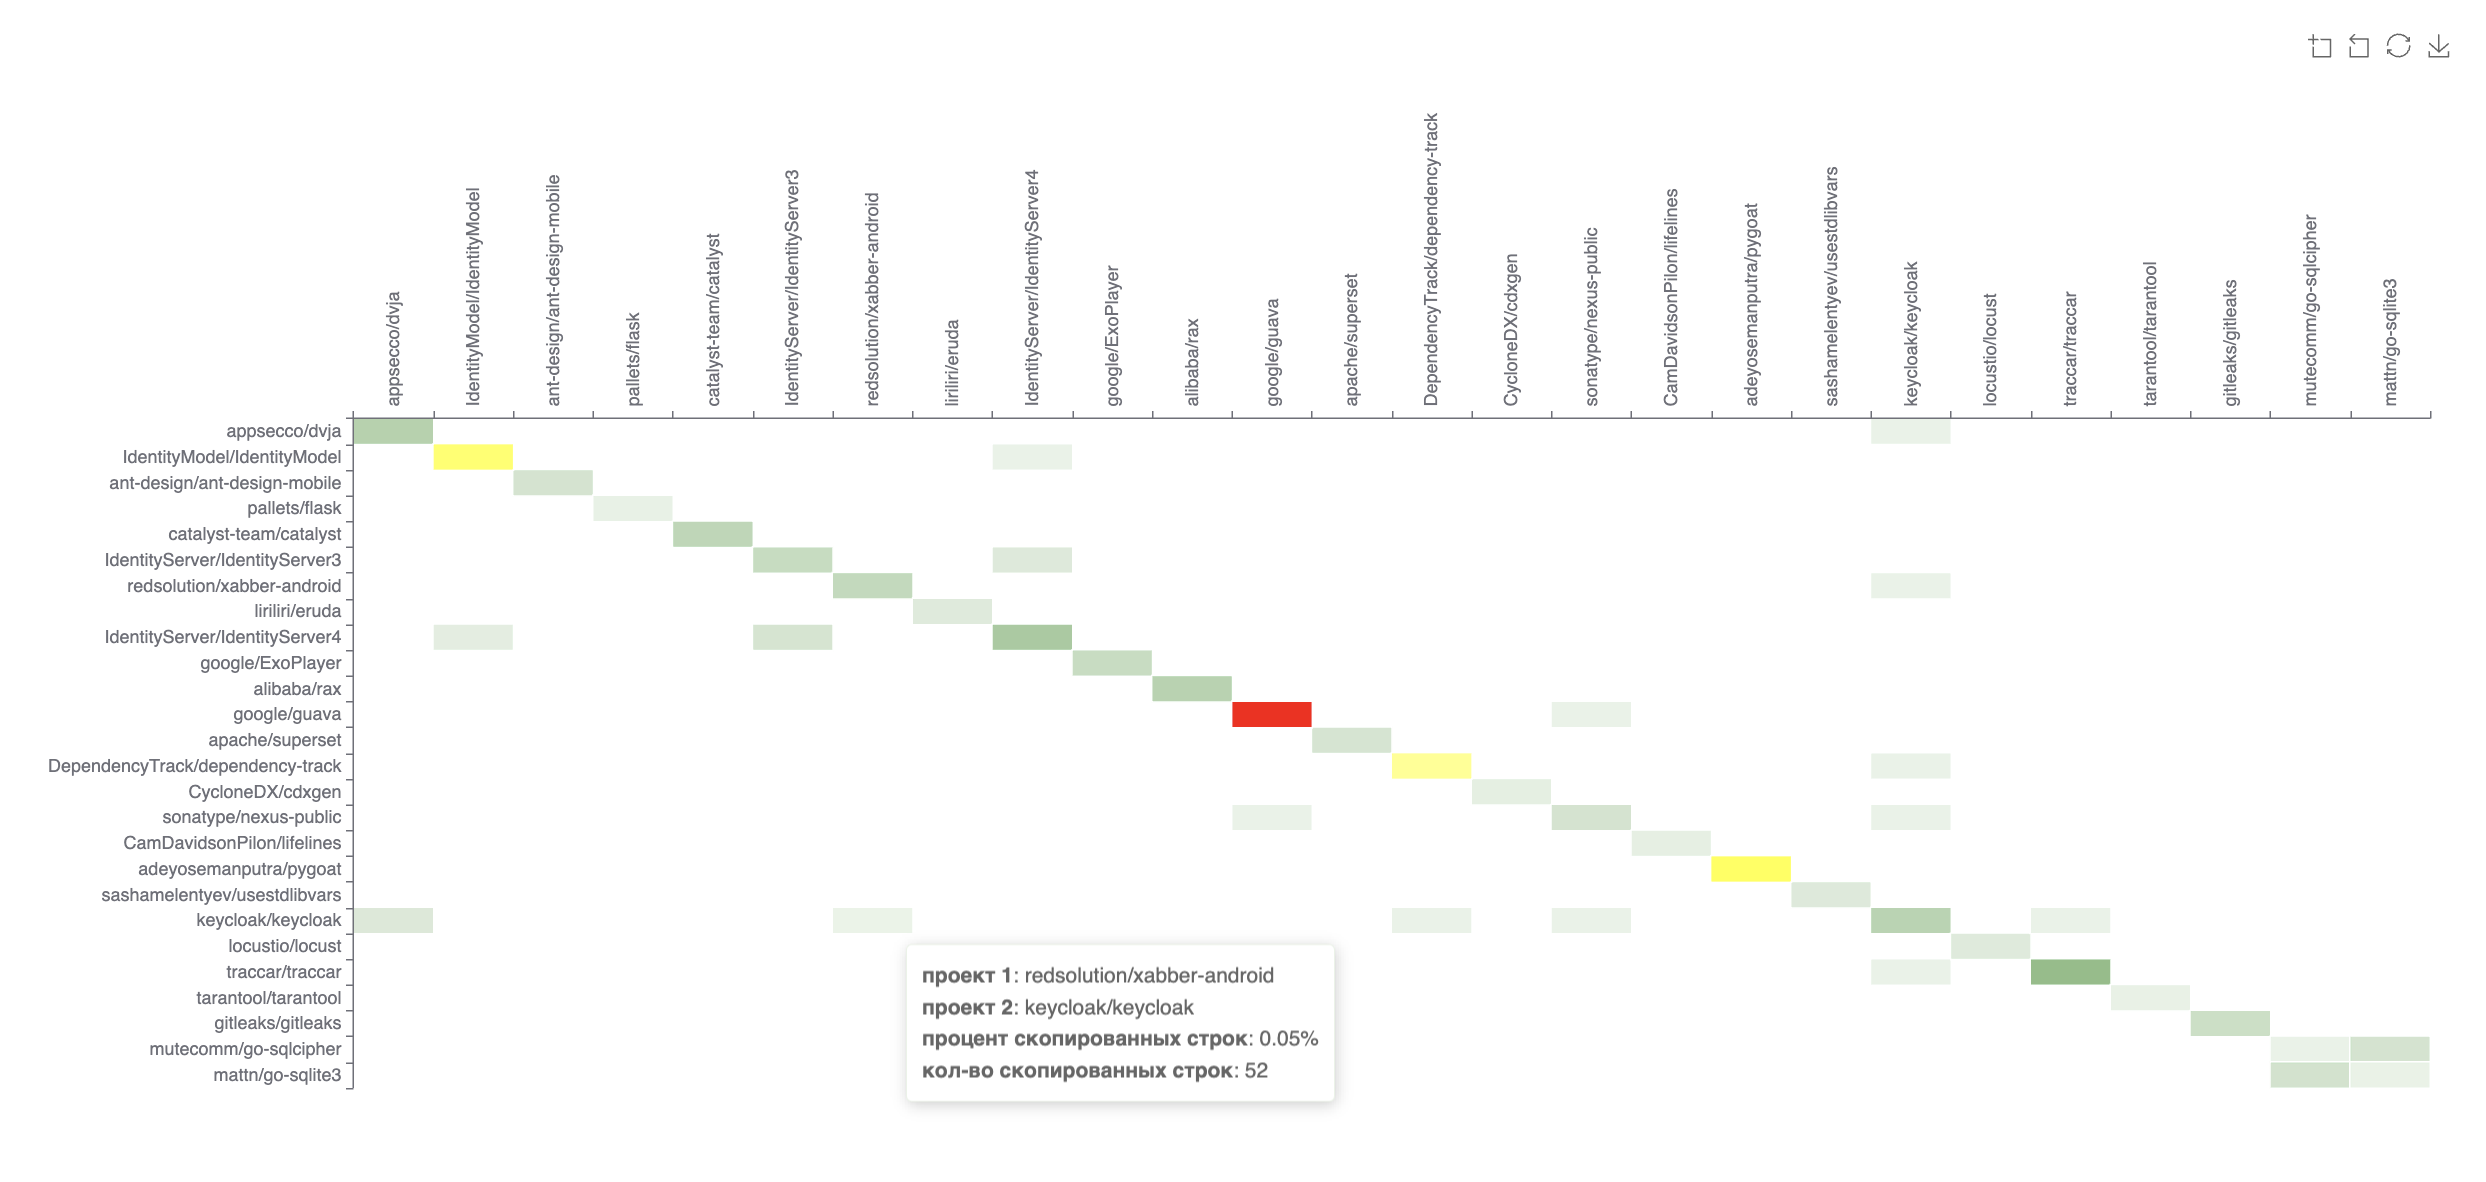 appsecco/dvja
IdentityModel/IdentityModel
ant-design/ant-design-mobile
pallets/flask
catalyst-team/catalyst
IdentityServer/IdentityServer3
redsolution/xabber-android
liriliri/eruda
IdentityServer/IdentityServer4
google/ExoPlayer
alibaba/rax
google/guava
apache/superset
DependencyTrack/dependency-track
CycloneDX/cdxgen
sonatype/nexus-public
CamDavidsonPilon/lifelines
adeyosemanputra/pygoat
sashamelentyev/usestdlibvars
keycloak/keycloak
locustio/locust
traccar/traccar
tarantool/tarantool
gitleaks/gitleaks
mutecomm/go-sqlcipher
mattn/go-sqlite3
appsecco/dvja
IdentityModel/IdentityModel
ant-design/ant-design-mobile
pallets/flask
catalyst-team/catalyst
IdentityServer/IdentityServer3
redsolution/xabber-android
liriliri/eruda
IdentityServer/IdentityServer4
google/ExoPlayer
alibaba/rax
google/guava
apache/superset
DependencyTrack/dependency-track
CycloneDX/cdxgen
sonatype/nexus-public
CamDavidsonPilon/lifelines
adeyosemanputra/pygoat
sashamelentyev/usestdlibvars
keycloak/keycloak
locustio/locust
traccar/traccar
tarantool/tarantool
gitleaks/gitleaks
mutecomm/go-sqlcipher
mattn/go-sqlite3
проект 1: redsolution/xabber-android
проект 2: keycloak/keycloak
процент скопированных строк: 0.05%
кол-во скопированных строк: 52